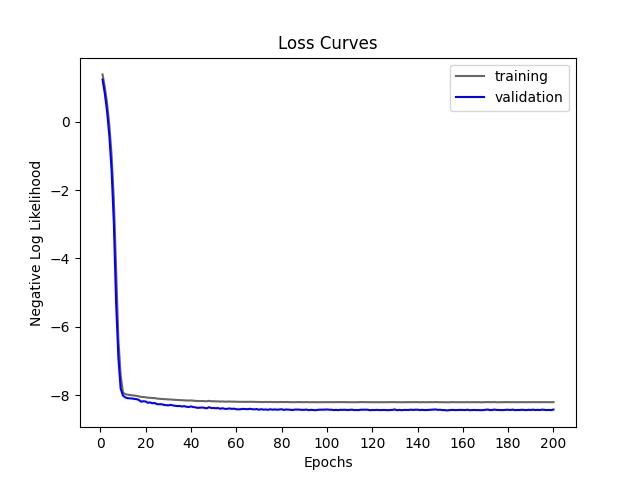 Loss Curves
training
validation
Negative Log Likelihood
0
−2
−4
−6
−8
0 20 40 60 80 100 120 140 160 180 200
Epochs